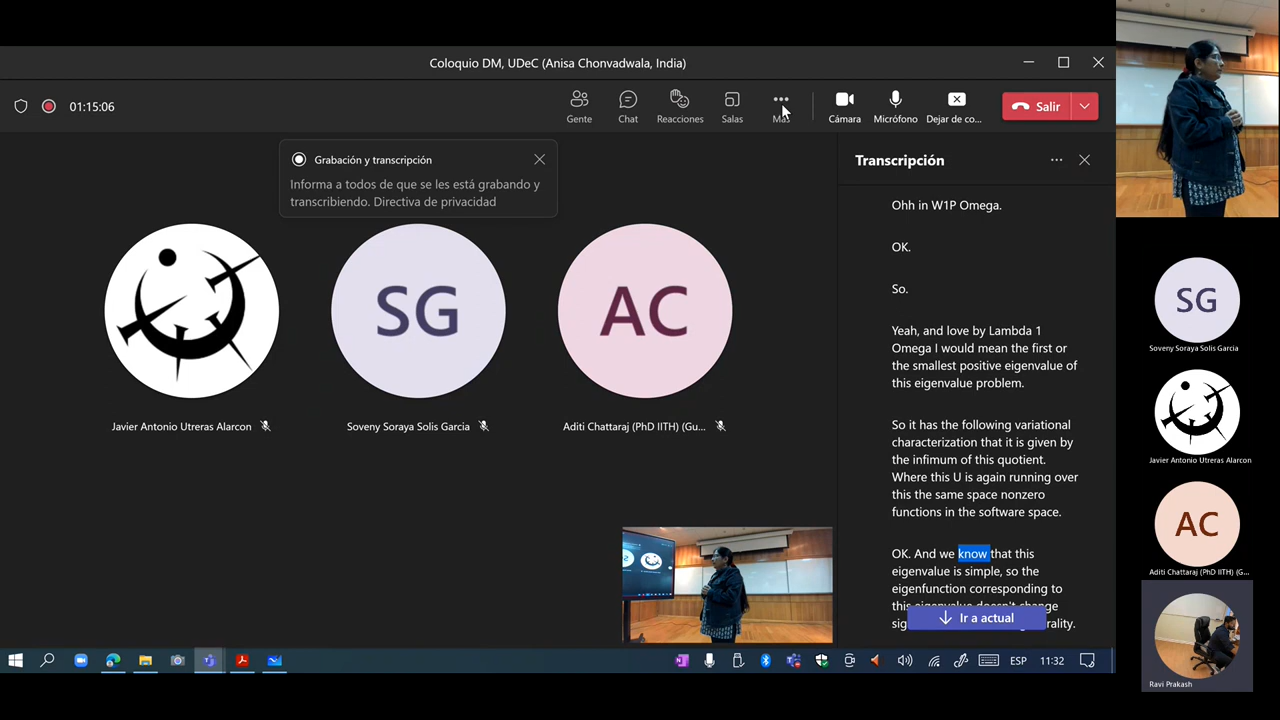 Coloquio DM, UDeC (Anisa Chonvadwala, India)
01:15:06
Gente
Chat
Reacciones
Salas
Más
Cámara
Micrófono
Dejar de co...
Salir
Grabación y transcripción
Informa a todos de que se les está grabando y
transcribiendo. Directiva de privacidad
SG
AC
Javier Antonio Utreras Alarcon
Soveny Soraya Solis Garcia
Aditi Chattaraj (PhD IITH) (Gu...
Transcripción
Ohh in W1P Omega.
OK.
So.
Yeah, and love by Lambda 1
Omega I would mean the first or
the smallest positive eigenvalue of
this eigenvalue problem.
So it has the following variational
characterization that it is given by
the infimum of this quotient.
Where this U is again running over
this the same space nonzero
functions in the software space.
OK. And we know that this
eigenvalue is simple, so the
eigenfunction corresponding to
this eigenvalue doesn't change
Ir a actual
SG
Soveny Soraya Solis Garcia
Javier Antonio Utreras Alarcon
AC
Aditi Chattaraj (PhD IITH) (G...
Ravi Prakash
ESP
11:32